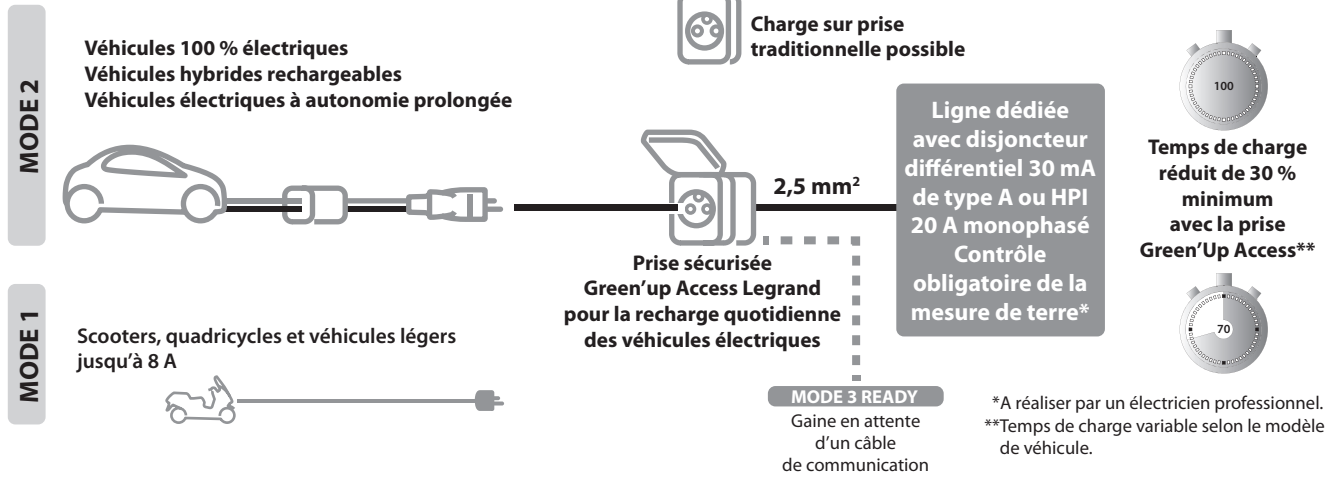 MODE 2
Véhicules 100 % électriques
Véhicules hybrides rechargeables
Véhicules électriques à autonomie prolongée
Charge sur prise
traditionnelle possible
2,5 mm²
Prise sécurisée
Green'up Access Legrand
pour la recharge quotidienne
des véhicules électriques
Ligne dédiée
avec disjoncteur
différentiel 30 mA
de type A ou HPI
20 A monophasé
Contrôle
obligatoire de la
mesure de terre*
100
Temps de charge
réduit de 30 %
minimum
avec la prise
Green'Up Access**
70
MODE 1
Scooters, quadricycles et véhicules légers
jusqu'à 8 A
MODE 3 READY
Gaine en attente
d'un câble
de communication
*A réaliser par un électricien professionnel.
**Temps de charge variable selon le modèle
de véhicule.